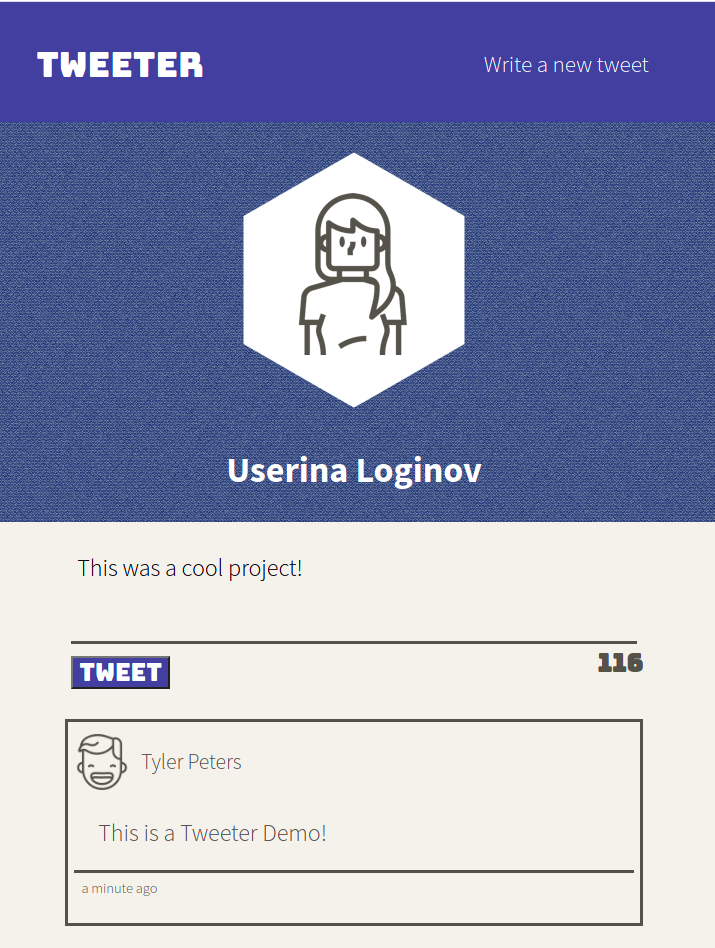 TWEETER
Write a new tweet
Userina Loginov
This was a cool project!
TWEET
116
Tyler Peters
This is a Tweeter Demo!
a minute ago